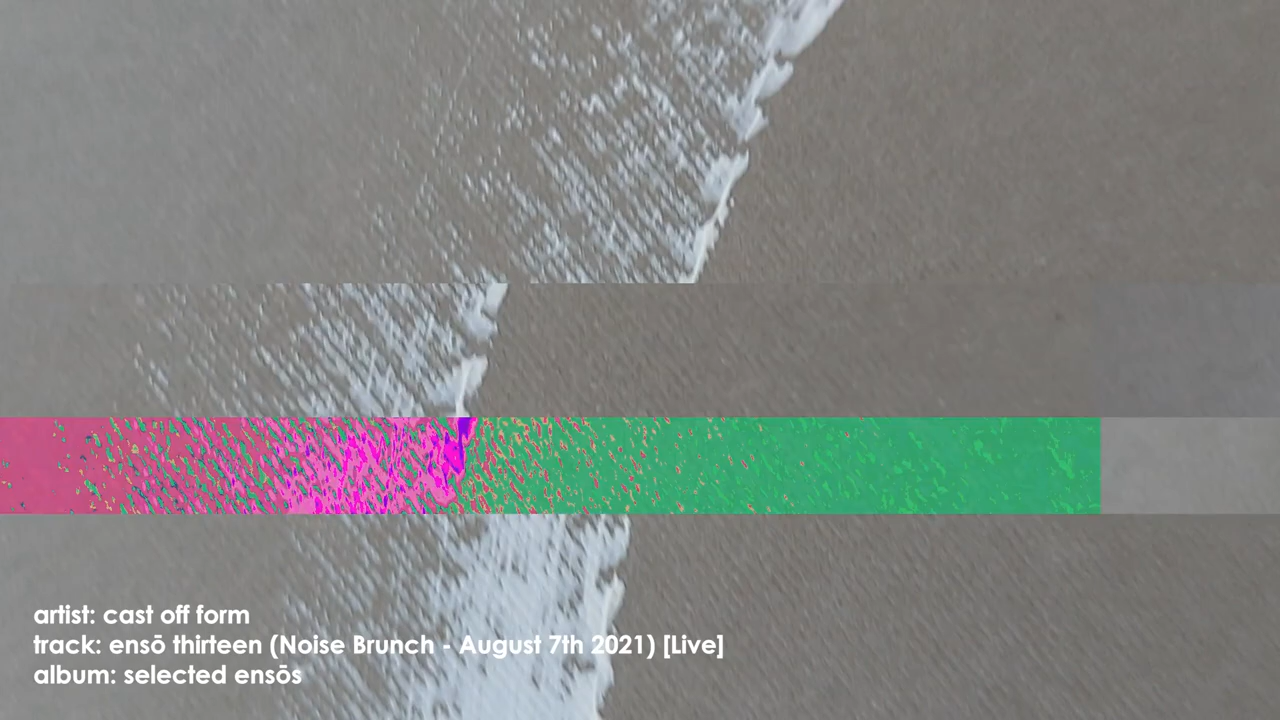 artist: cast off form
track: ensō thirteen (Noise Brunch - August 7th 2021) [Live]
album: selected ensōs